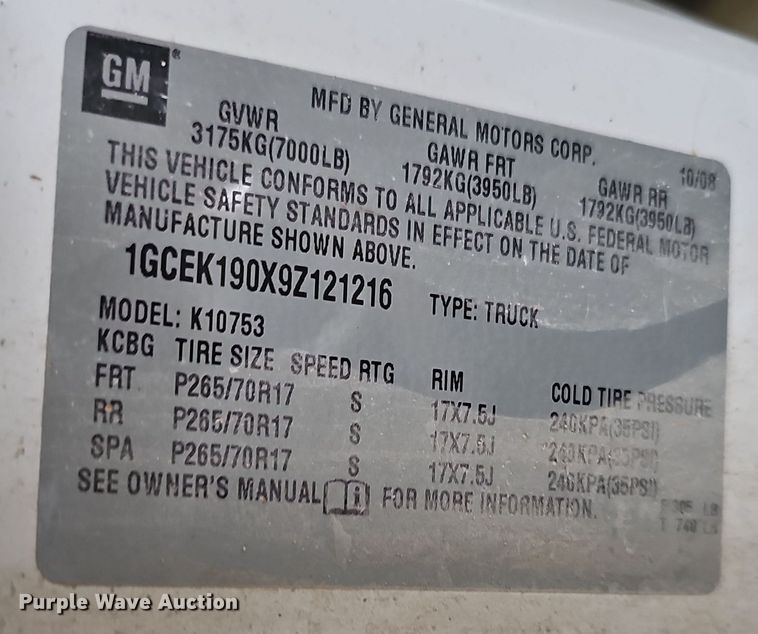 GM ®
MFD BY GENERAL MOTORS CORP. 10/08
GVWR GAWR FRT GAWR RR
3175KG(7000LB) 1792KG(3950LB) 1792KG(3950LB)
THIS VEHICLE CONFORMS TO ALL APPLICABLE U.S. FEDERAL MOTOR
VEHICLE SAFETY STANDARDS IN EFFECT ON THE DATE OF
MANUFACTURE SHOWN ABOVE.
1GCEK190X9Z121216 TYPE: TRUCK
MODEL: K10753
KCBG TIRE SIZE SPEED RTG RIM COLD TIRE PRESSURE
FRT P265/70R17 S 17X7.5J 240KPA(35PSI)
RR P265/70R17 S 17X7.5J 240KPA(35PSI)
SPA P265/70R17 S 17X7.5J 240KPA(35PSI)
SEE OWNER'S MANUAL FOR MORE INFORMATION.
LB
T LB
Purple Wave Auction